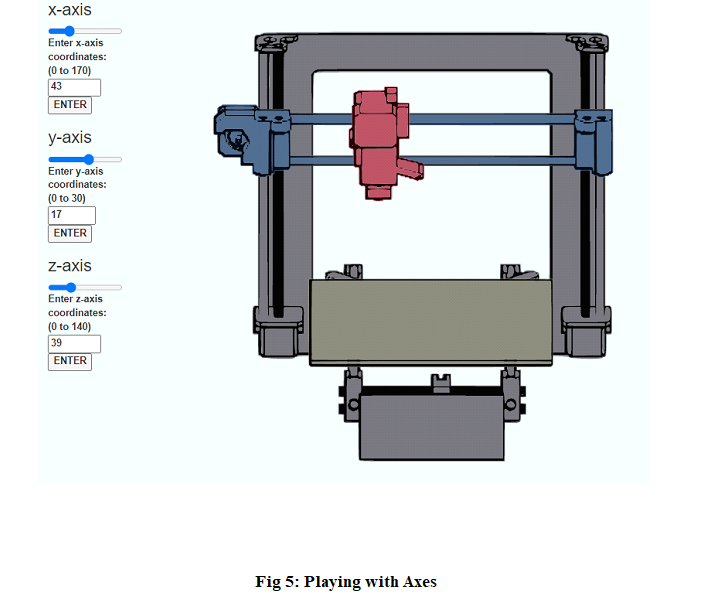 x-axis
Enter x-axis
coordinates:
(0 to 170)
43
ENTER
y-axis
Enter y-axis
coordinates:
(0 to 30)
17
ENTER
z-axis
Enter z-axis
coordinates:
(0 to 140)
39
ENTER
Fig 5: Playing with Axes